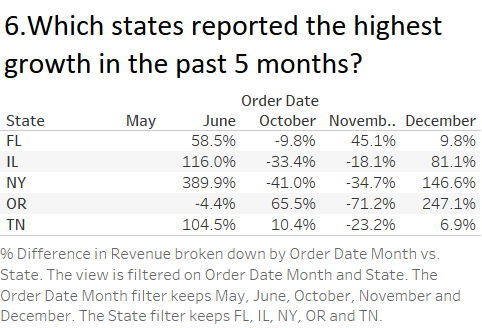 6.Which states reported the highest
growth in the past 5 months?
Order Date
State May June October Novemb.. December
FL 58.5% -9.8% 45.1% 9.8%
IL 116.0% -33.4% -18.1% 81.1%
NY 389.9% -41.0% -34.7% 146.6%
OR -4.4% 65.5% -71.2% 247.1%
TN 104.5% 10.4% -23.2% 6.9%
% Difference in Revenue broken down by Order Date Month vs.
State. The view is filtered on Order Date Month and State. The
Order Date Month filter keeps May, June, October, November and
December. The State filter keeps FL, IL, NY, OR and TN.